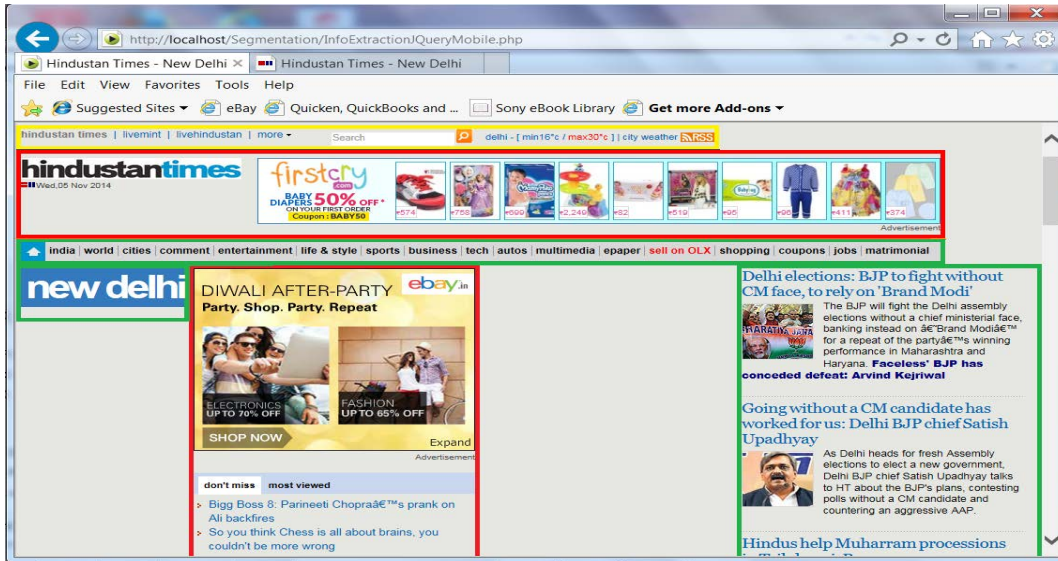 http://localhost/Segmentation/InfoExtractionJQueryMobile.php
Hindustan Times - New Delhi × Hindustan Times - New Delhi
File Edit View Favorites Tools Help
Suggested Sites ▾ eBay Quicken, QuickBooks and ... Sony eBook Library Get more Add-ons ▾
hindustan times | livemint | livehindustan | more Search delhi - [ min16°c / max30°c ] | city weather RSS
hindustantimes
Wed,05 Nov 2014
firstcry
.com
BABY 50% OFF*
DIAPERS
ON YOUR FIRST ORDER
Coupon : BABY50
574 768 699 2,249 32 519 96 96 411 374
Advertisement
india | world | cities | comment | entertainment | life & style | sports | business | tech | autos | multimedia | epaper | sell on OLX | shopping | coupons | jobs | matrimonial
new delhi
DIWALI AFTER-PARTY ebay.in
Party. Shop. Party. Repeat
ELECTRONICS
UP TO 70% OFF
FASHION
UP TO 65% OFF
SHOP NOW
Expand
Advertisement
don't miss most viewed
Bigg Boss 8: Parineeti Chopraâ€™s prank on
Ali backfires
So you think Chess is all about brains, you
couldn't be more wrong
Delhi elections: BJP to fight without
CM face, to rely on 'Brand Modi'
The BJP will fight the Delhi assembly
elections without a chief ministerial face,
banking instead on â€˜Brand Modiâ€™
for a repeat of the partyâ€™s winning
performance in Maharashtra and
Haryana. Faceless' BJP has
conceded defeat: Arvind Kejriwal
Going without a CM candidate has
worked for us: Delhi BJP chief Satish
Upadhyay
As Delhi heads for fresh Assembly
elections to elect a new government,
Delhi BJP chief Satish Upadhyay talks
to HT about the BJP's plans, contesting
polls without a CM candidate and
countering an aggressive AAP.
Hindus help Muharram processions